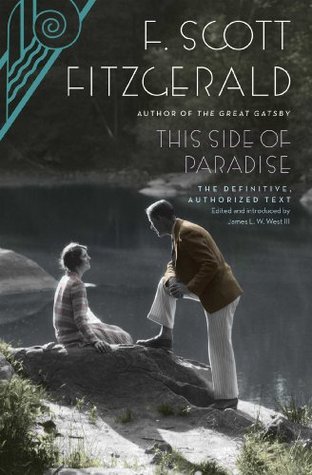 F. SCOTT
FITZGERALD
AUTHOR OF THE GREAT GATSBY
THIS SIDE OF
PARADISE
THE DEFINITIVE,
AUTHORIZED TEXT
Edited and introduced by
James L. W. West III